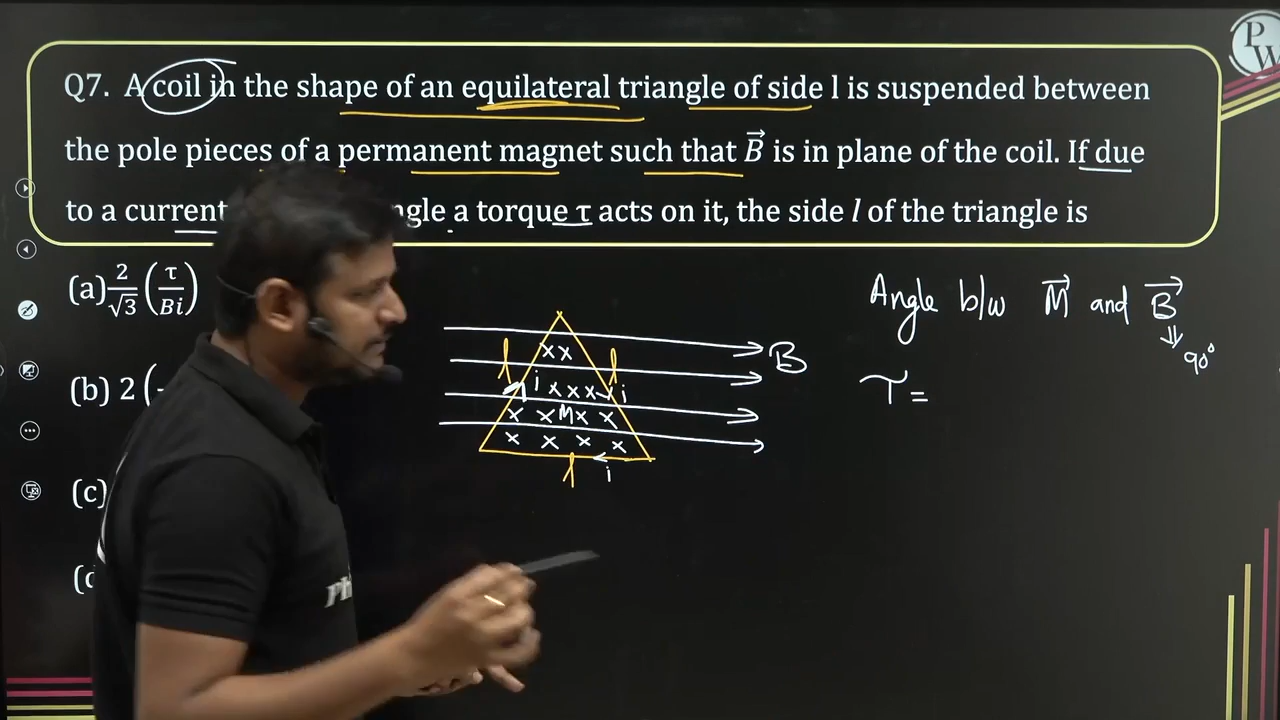 P
W
Q7. A coil in the shape of an equilateral triangle of side l is suspended between
the pole pieces of a permanent magnet such that B⃗ is in plane of the coil. If due
to a current ngle a torque τ acts on it, the side l of the triangle is
(a) 2/√3 (τ/Bi)
(b) 2 (
(c)
(d
B
l l
i i
× ×
× × ×
× × M × ×
× × × ×
l i
Angle b/w M⃗ and B⃗
⇓ 90°
τ =